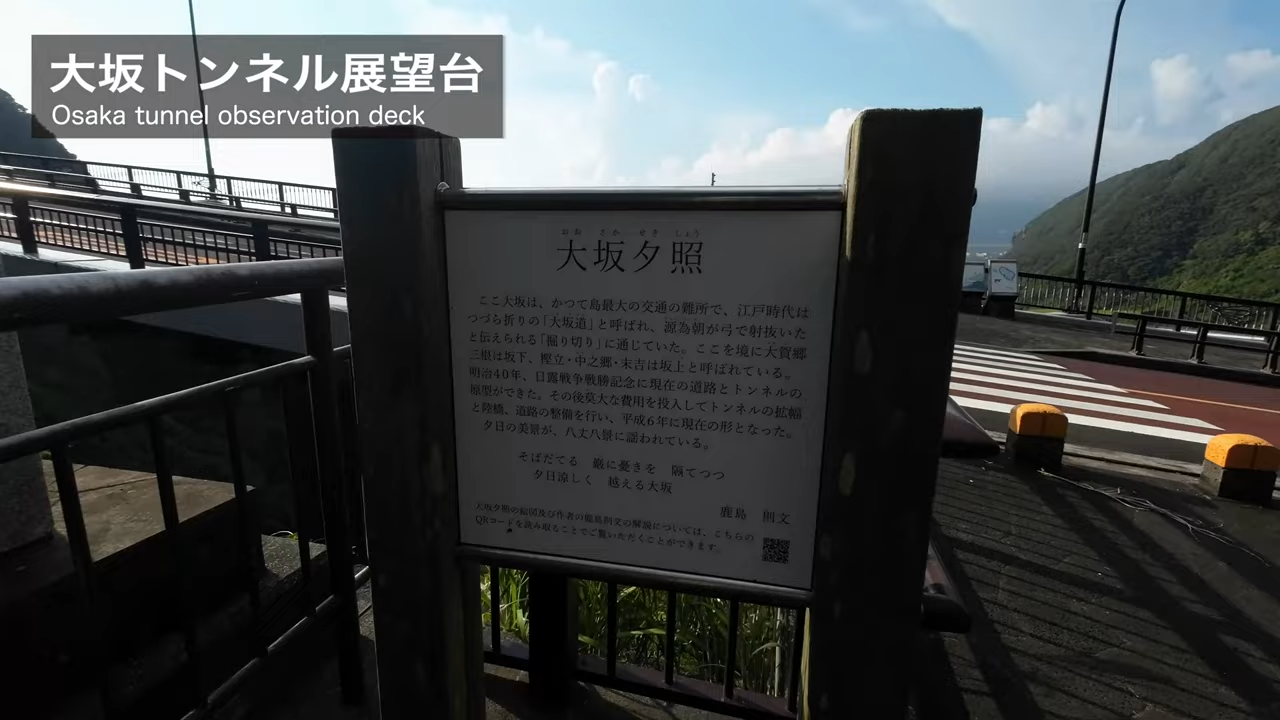 大坂トンネル展望台
Osaka tunnel observation deck
おお さか せき しょう
大坂夕照
ここ大坂は、かつて島最大の交通の難所で、江戸時代は
つづら折りの「大坂道」と呼ばれ、源為朝が弓で射抜いた
と伝えられる「掘り切り」に通じていた。ここを境に大賀郷
三根は坂下、樫立・中之郷・末吉は坂上と呼ばれている。
明治40年、日露戦争戦勝記念に現在の道路とトンネルの
原型ができた。その後莫大な費用を投入してトンネルの拡幅
と陸橋、道路の整備を行い、平成6年に現在の形となった。
夕日の美景が、八丈八景に謡われている。
そばだてる 巌に憂きを 隔てつつ
夕日涼しく 越える大坂
鹿島 則文
大坂夕照の絵図及び作者の鹿島則文の解説については、こちらの
QRコードを読み取ることでご覧いただくことができます。